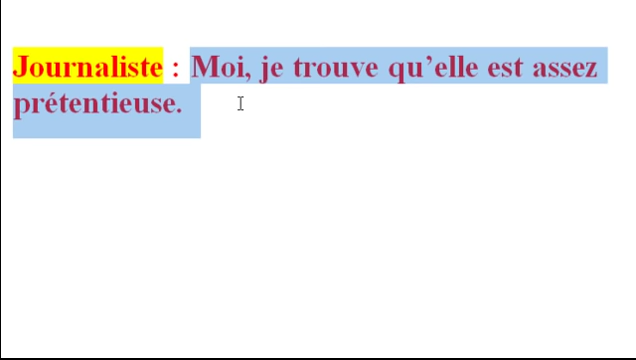 Journaliste : Moi, je trouve qu’elle est assez
prétentieuse.